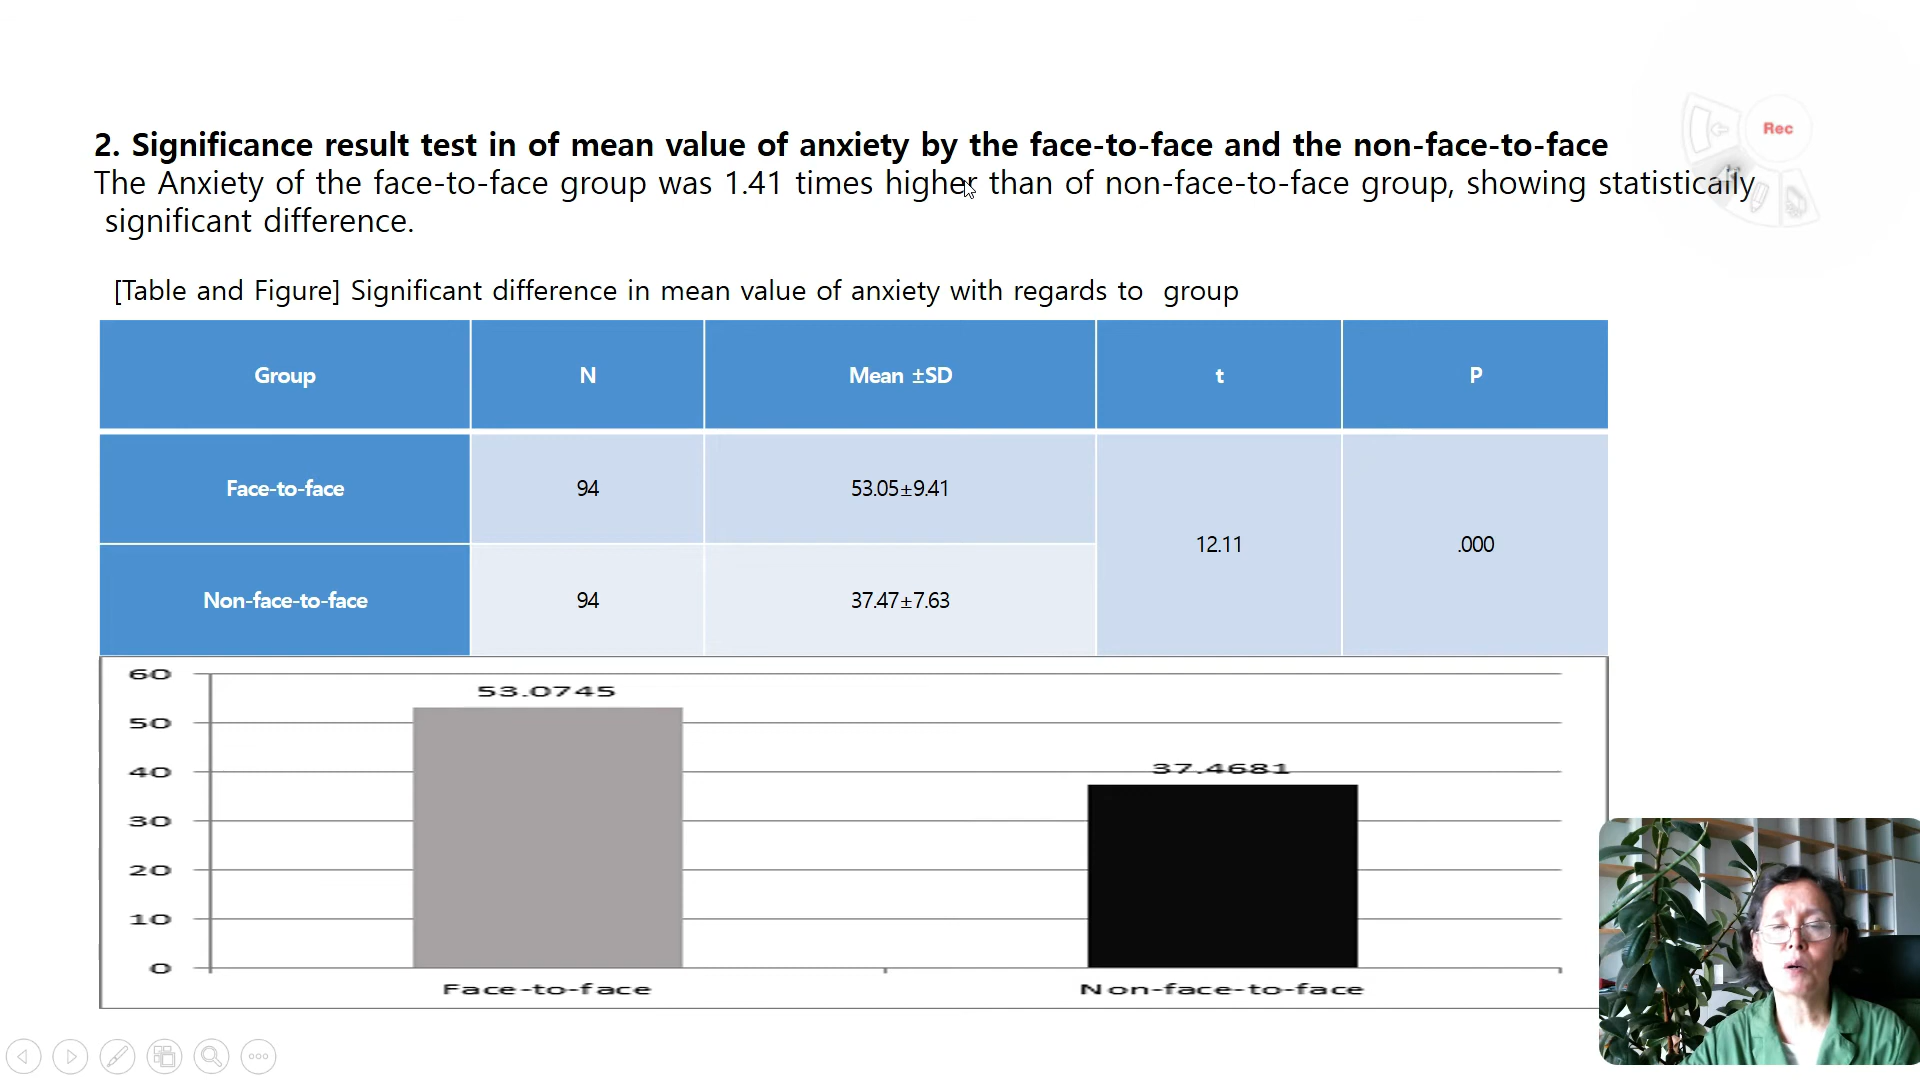 Rec
2. Significance result test in of mean value of anxiety by the face-to-face and the non-face-to-face
The Anxiety of the face-to-face group was 1.41 times higher than of non-face-to-face group, showing statistically
significant difference.
[Table and Figure] Significant difference in mean value of anxiety with regards to group
Group N Mean ±SD t P
Face-to-face 94 53.05±9.41
12.11 .000
Non-face-to-face 94 37.47±7.63
60
53.0745
50
40
37.4681
30
20
10
0
Face-to-face Non-face-to-face